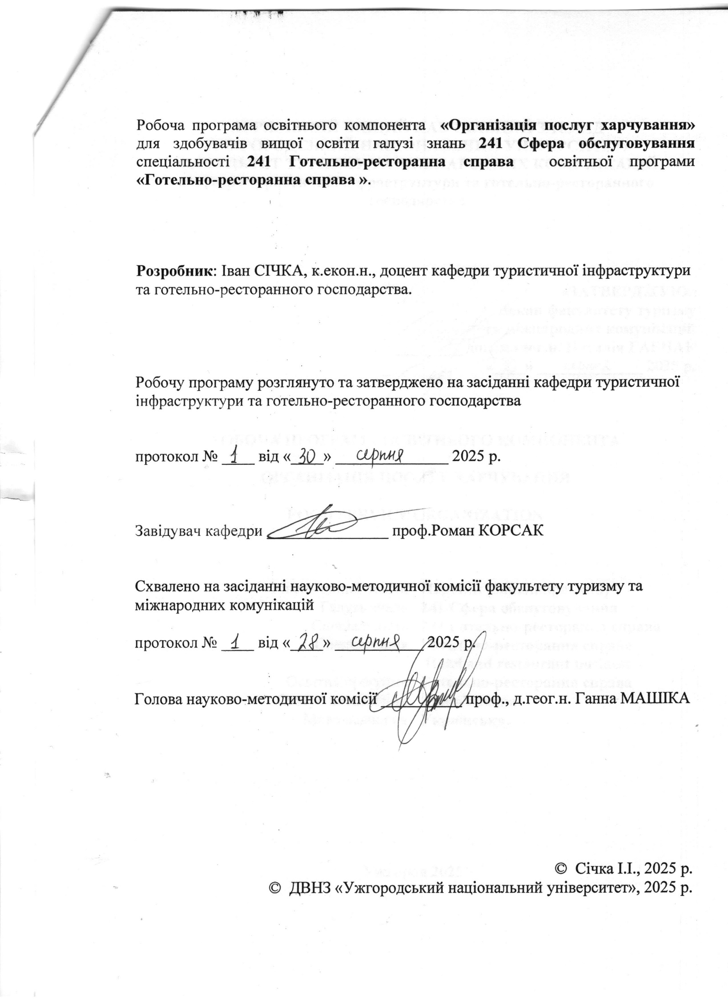 Робоча програма освітнього компонента «Організація послуг харчування»
для здобувачів вищої освіти галузі знань 241 Сфера обслуговування
спеціальності 241 Готельно-ресторанна справа освітньої програми
«Готельно-ресторанна справа ».
Розробник: Іван СІЧКА, к.екон.н., доцент кафедри туристичної інфраструктури
та готельно-ресторанного господарства.
Робочу програму розглянуто та затверджено на засіданні кафедри туристичної
інфраструктури та готельно-ресторанного господарства
протокол № 1 від «30» серпня 2025 р.
Завідувач кафедри проф.Роман КОРСАК
Схвалено на засіданні науково-методичної комісії факультету туризму та
міжнародних комунікацій
протокол № 1 від «28» серпня 2025 р.
Голова науково-методичної комісії проф., д.геог.н. Ганна МАШІКА
© Січка І.І., 2025 р.
© ДВНЗ «Ужгородський національний університет», 2025 р.